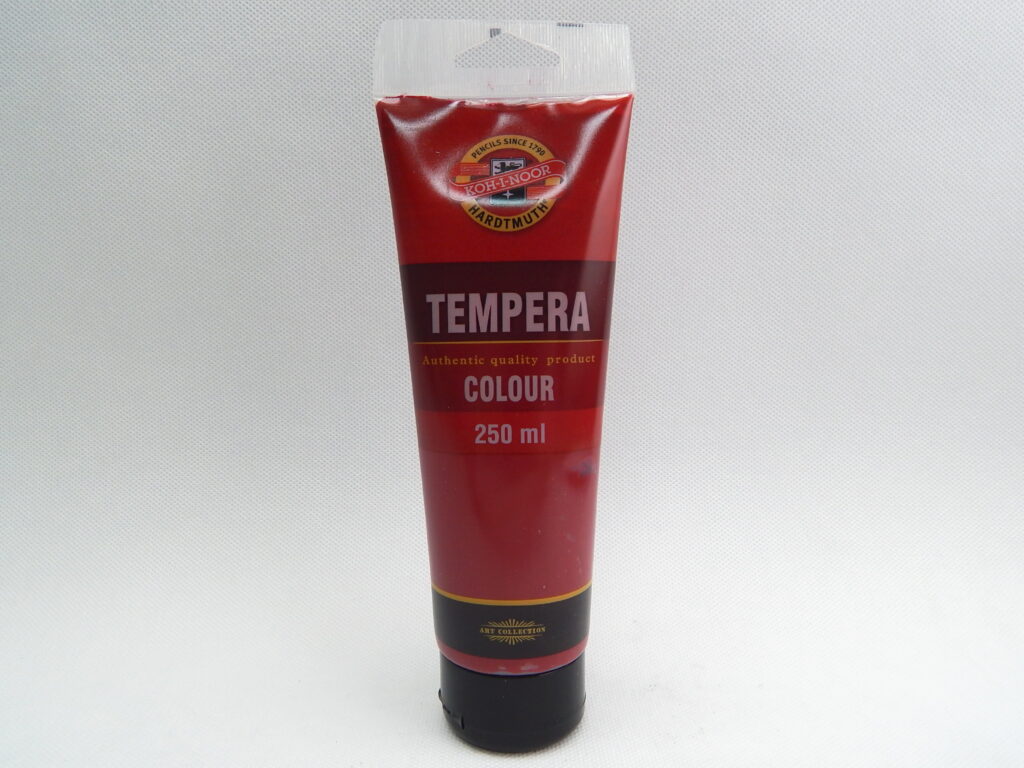 PENCILS SINCE 1790
KOH-I-NOOR
HARDTMUTH
TEMPERA
Authentic quality product
COLOUR
250 ml
ART COLLECTION